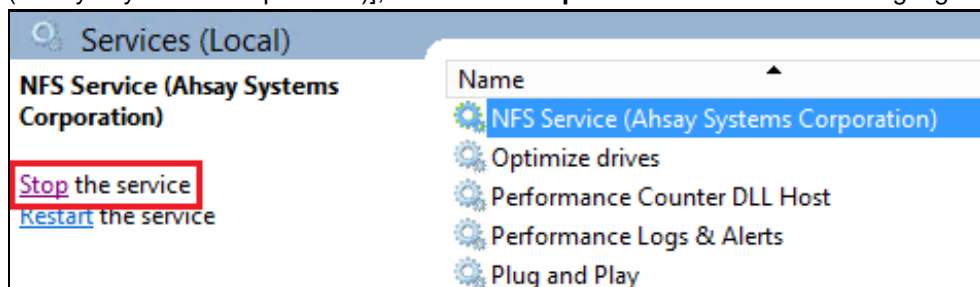 Services (Local)
NFS Service (Ahsay Systems
Corporation)
Stop the service
Restart the service
Name
NFS Service (Ahsay Systems Corporation)
Optimize drives
Performance Counter DLL Host
Performance Logs & Alerts
Plug and Play